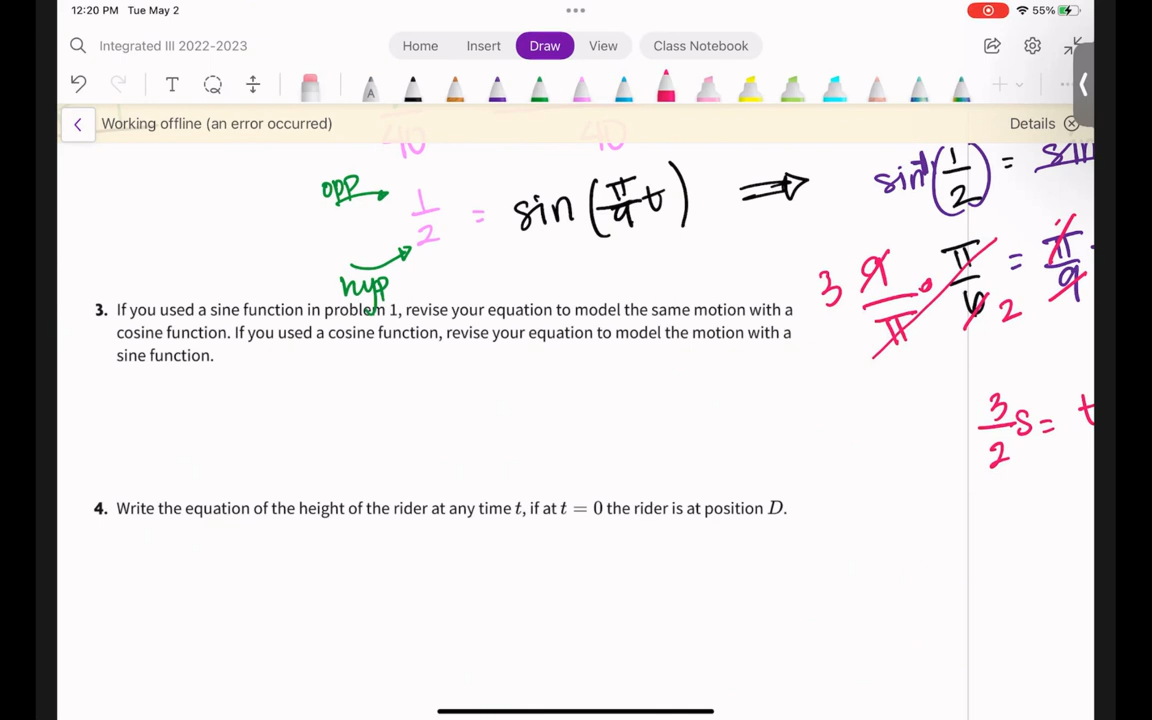 12:20 PM Tue May 2
55%
Integrated III 2022-2023
Home Insert Draw View Class Notebook
T
A
Working offline (an error occurred)
Details
40 40
opp
1/2 = sin(π/9 t) ⇒
sin⁻¹(1/2) = sin
hyp
3 9/π · π/6 2 = π/9
3. If you used a sine function in problem 1, revise your equation to model the same motion with a
cosine function. If you used a cosine function, revise your equation to model the motion with a
sine function.
3/2 s = t
4. Write the equation of the height of the rider at any time t, if at t = 0 the rider is at position D.